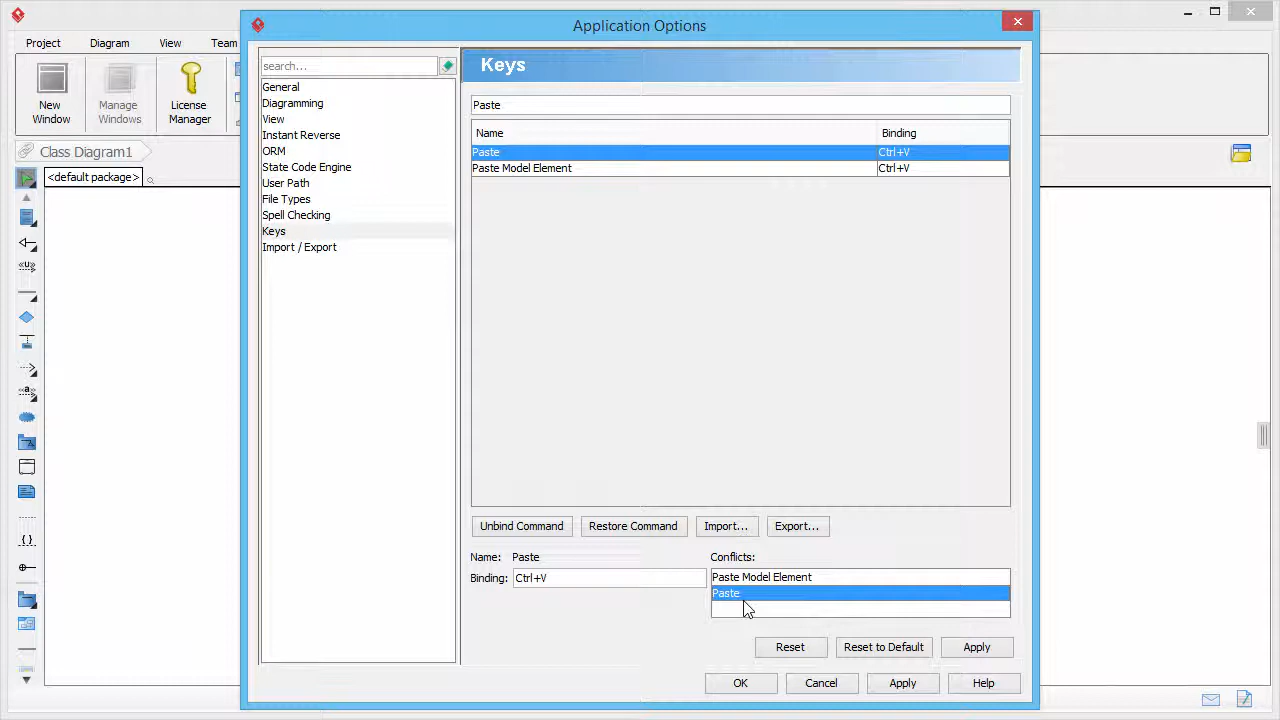 Application Options
Project Diagram View Team
New Window
Manage Windows
License Manager
Class Diagram1
<default package>
search...
General
Diagramming
View
Instant Reverse
ORM
State Code Engine
User Path
File Types
Spell Checking
Keys
Import / Export
Keys
Paste
Name Binding
Paste Ctrl+V
Paste Model Element Ctrl+V
Unbind Command Restore Command Import... Export...
Name: Paste
Binding: Ctrl+V
Conflicts:
Paste Model Element
Paste
Reset Reset to Default Apply
OK Cancel Apply Help